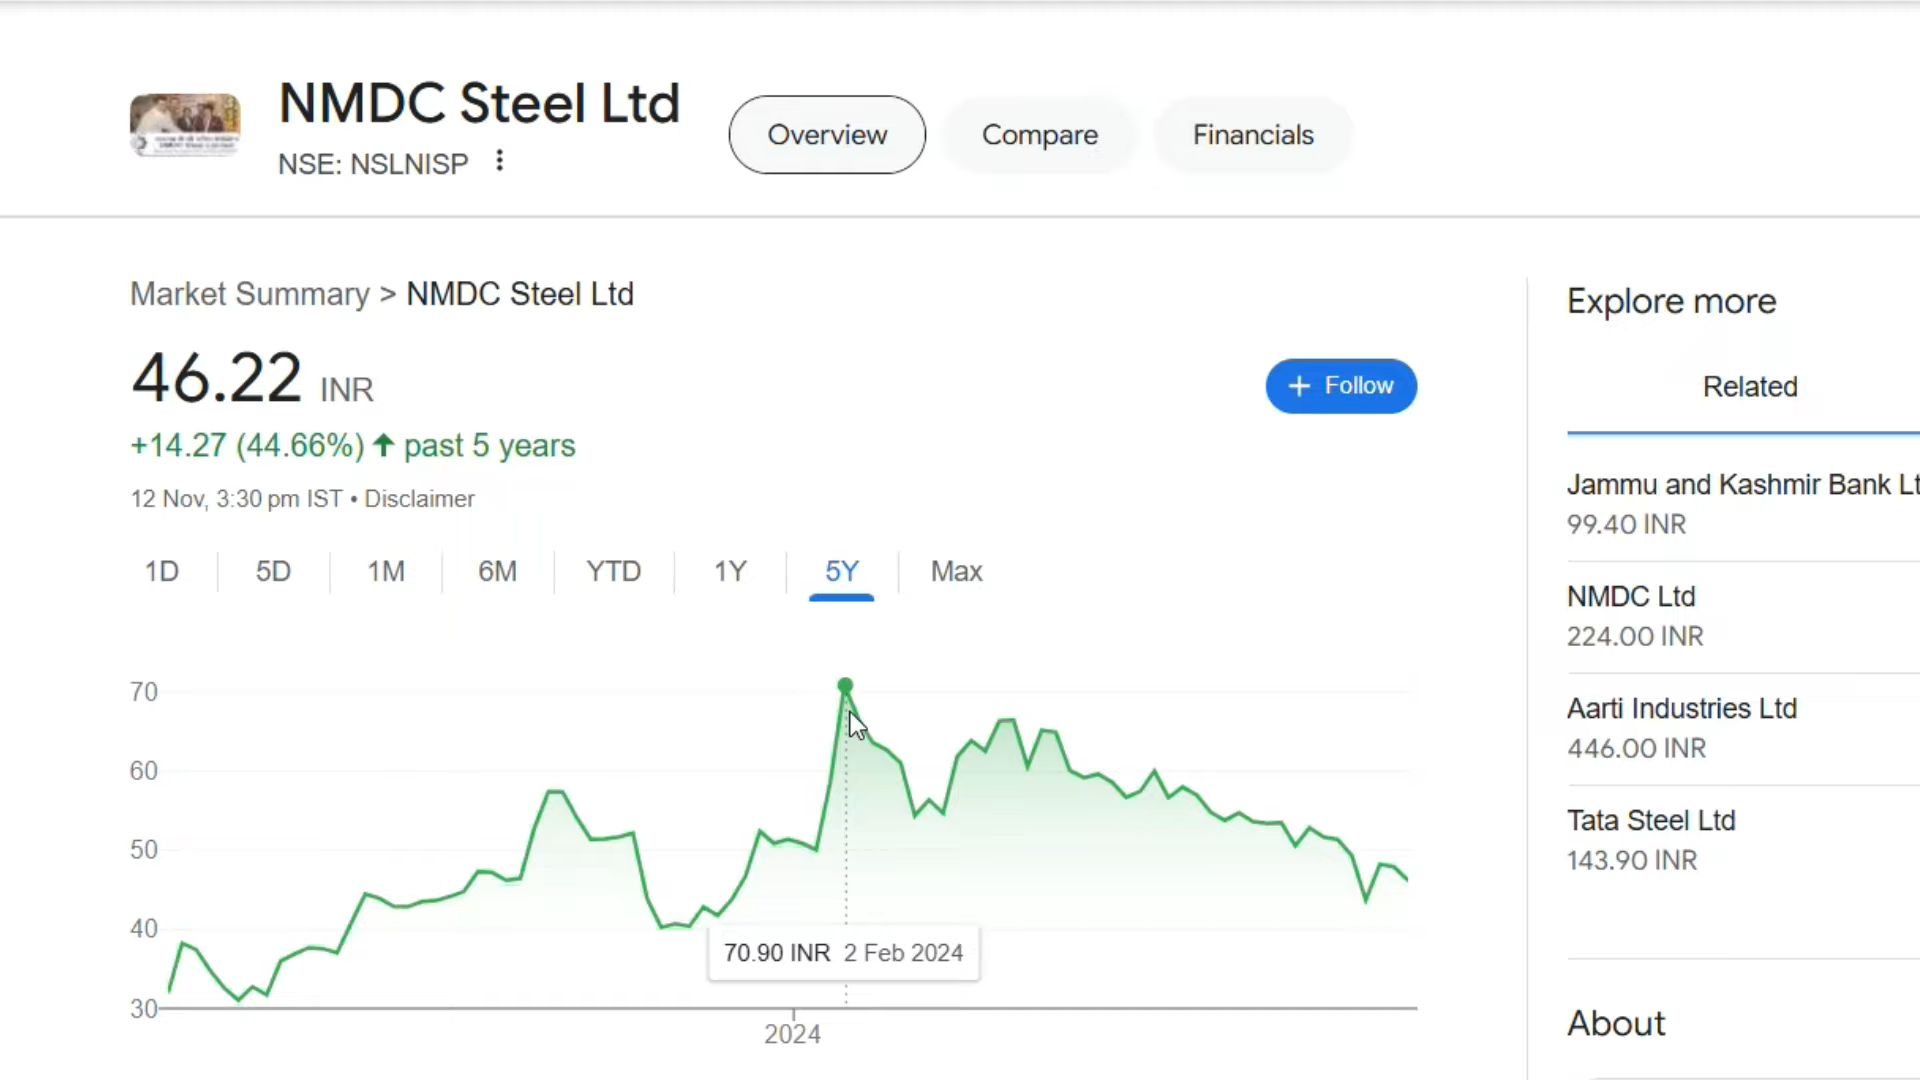 NMDC Steel Ltd
NSE: NSLNISP
Overview
Compare
Financials
Market Summary > NMDC Steel Ltd
46.22 INR
+ Follow
+14.27 (44.66%) ↑ past 5 years
12 Nov, 3:30 pm IST • Disclaimer
1D
5D
1M
6M
YTD
1Y
5Y
Max
70
60
50
40
30
70.90 INR 2 Feb 2024
2024
Explore more
Related
Jammu and Kashmir Bank Lt
99.40 INR
NMDC Ltd
224.00 INR
Aarti Industries Ltd
446.00 INR
Tata Steel Ltd
143.90 INR
About